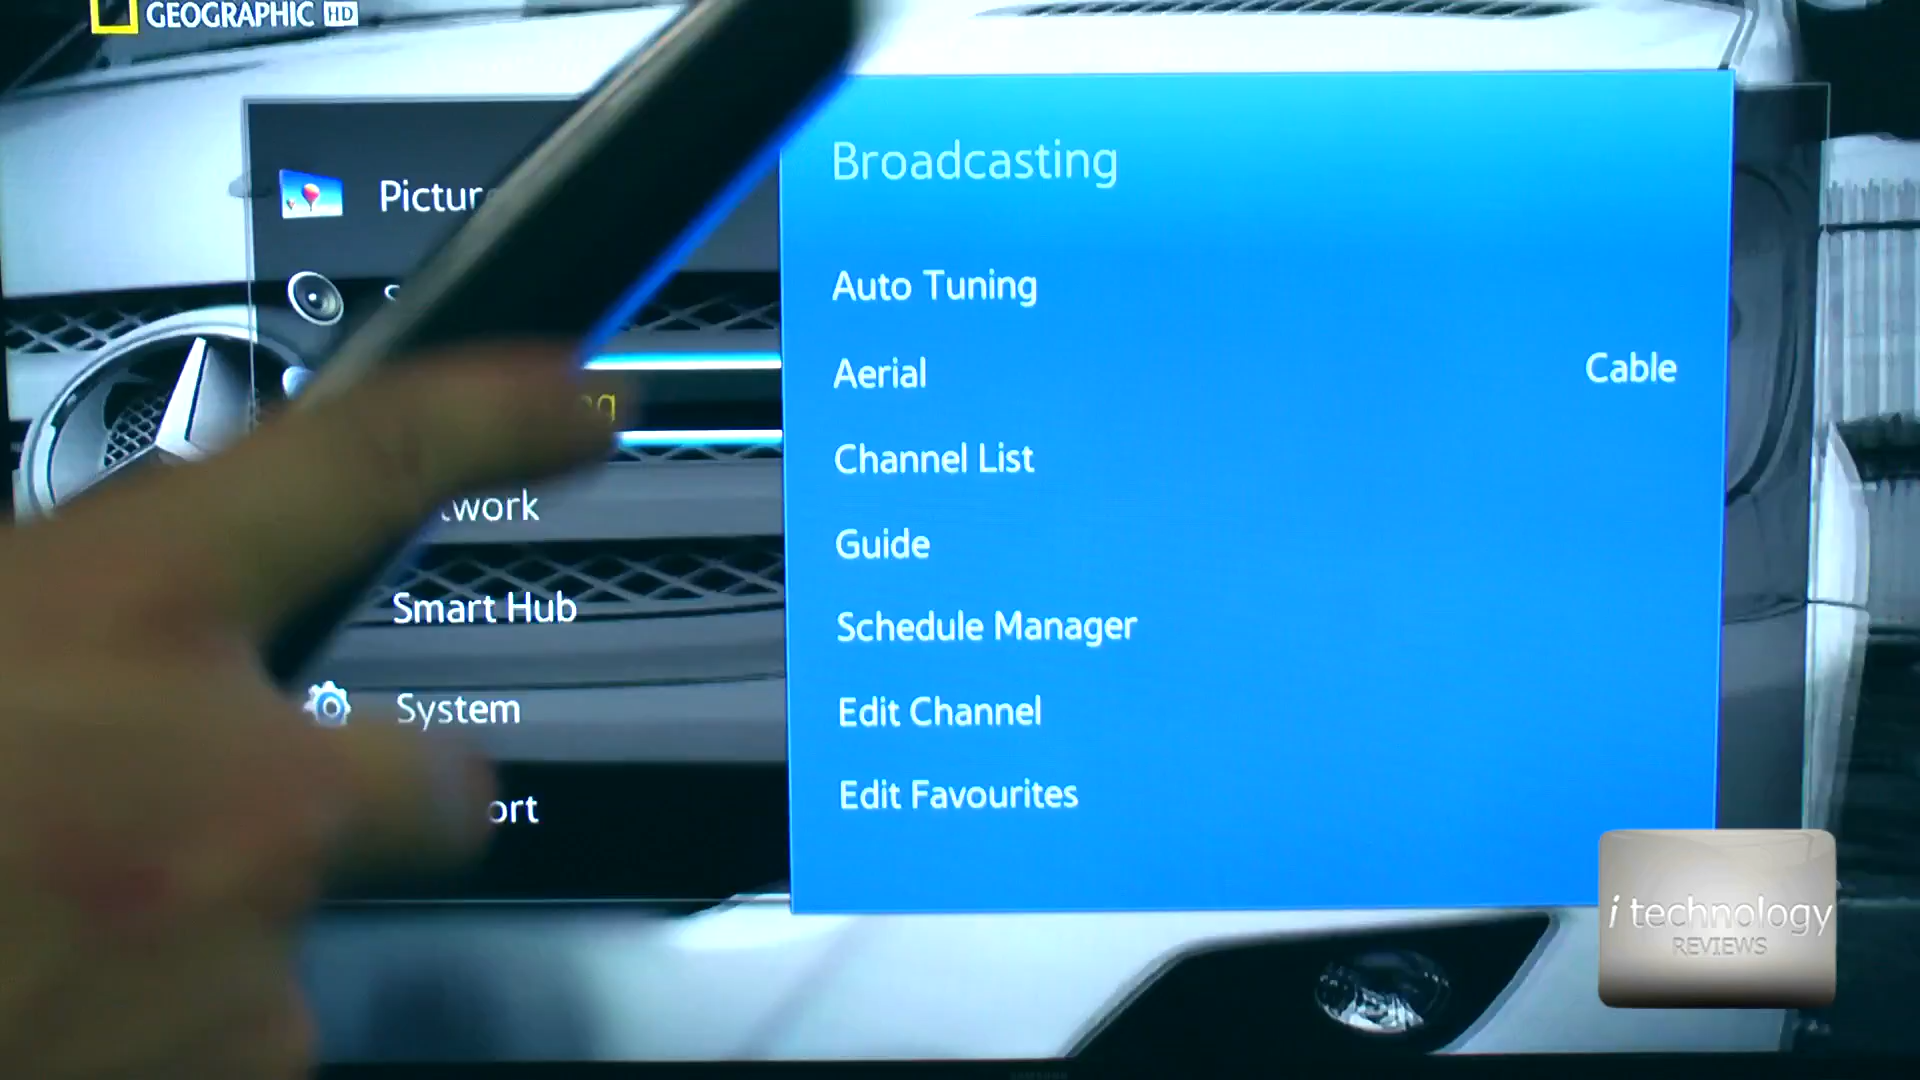 GEOGRAPHIC HD
Broadcasting
Auto Tuning
Aerial
Cable
Channel List
Guide
Schedule Manager
Edit Channel
Edit Favourites
Smart Hub
System
i technology
REVIEWS